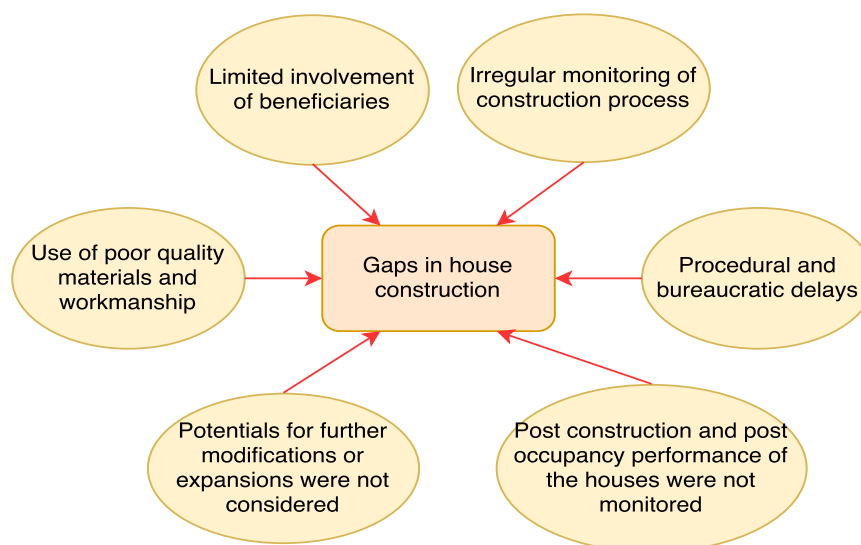 Limited involvement
of beneficiaries
Irregular monitoring of
construction process
Use of poor quality
materials and
workmanship
Gaps in house
construction
Procedural and
bureaucratic delays
Potentials for further
modifications or
expansions were not
considered
Post construction and post
occupancy performance of
the houses were not
monitored